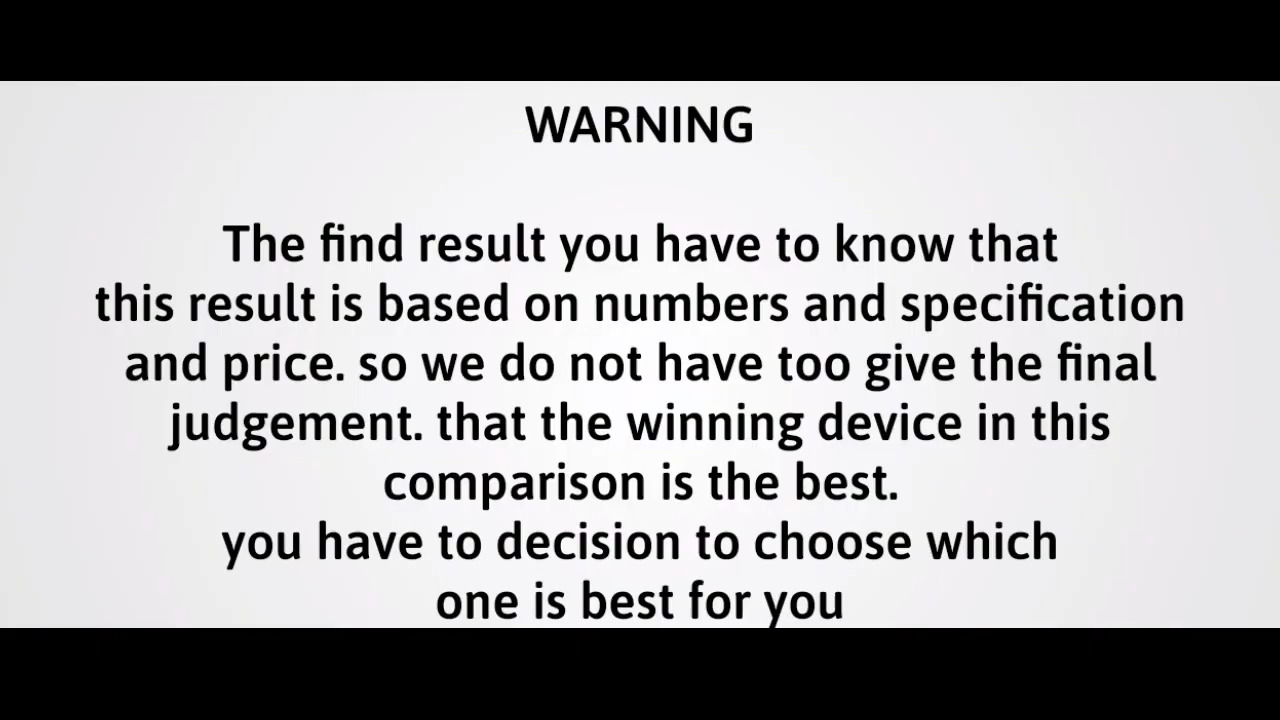 WARNING
The find result you have to know that
this result is based on numbers and specification
and price. so we do not have too give the final
judgement. that the winning device in this
comparison is the best.
you have to decision to choose which
one is best for you